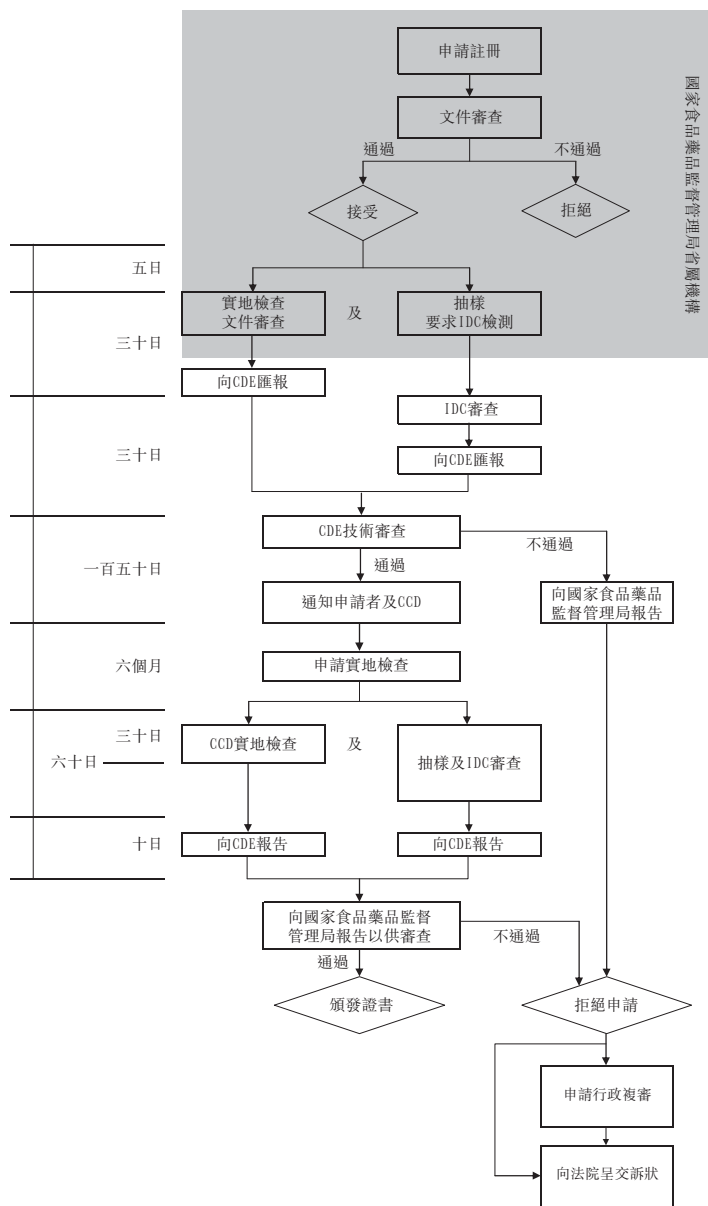 申請註冊
文件審查
通過
不通過
接受
拒絕
國家食品藥品監督管理局省屬機構
五日
實地檢查
文件審查
及
抽樣
要求IDC檢測
三十日
向CDE匯報
IDC審查
三十日
向CDE匯報
CDE技術審查
不通過
通過
一百五十日
通知申請者及CCD
向國家食品藥品
監督管理局報告
六個月
申請實地檢查
三十日
CCD實地檢查
及
抽樣及IDC審查
六十日
十日
向CDE報告
向CDE報告
向國家食品藥品監督
管理局報告以供審查
不通過
通過
頒發證書
拒絕申請
申請行政複審
向法院呈交訴狀